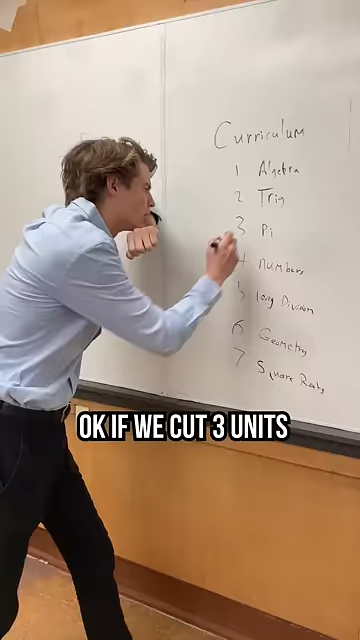 Curriculum
1 Algebra
2 Trig
3 Pi
4 numbers
5 long Division
6 Geometry
7 Square Roots
OK IF WE CUT 3 UNITS